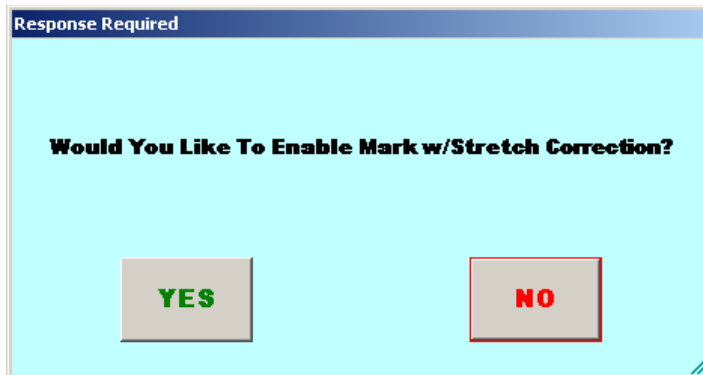 Response Required
Would You Like To Enable Mark w/Stretch Correction?
YES
NO